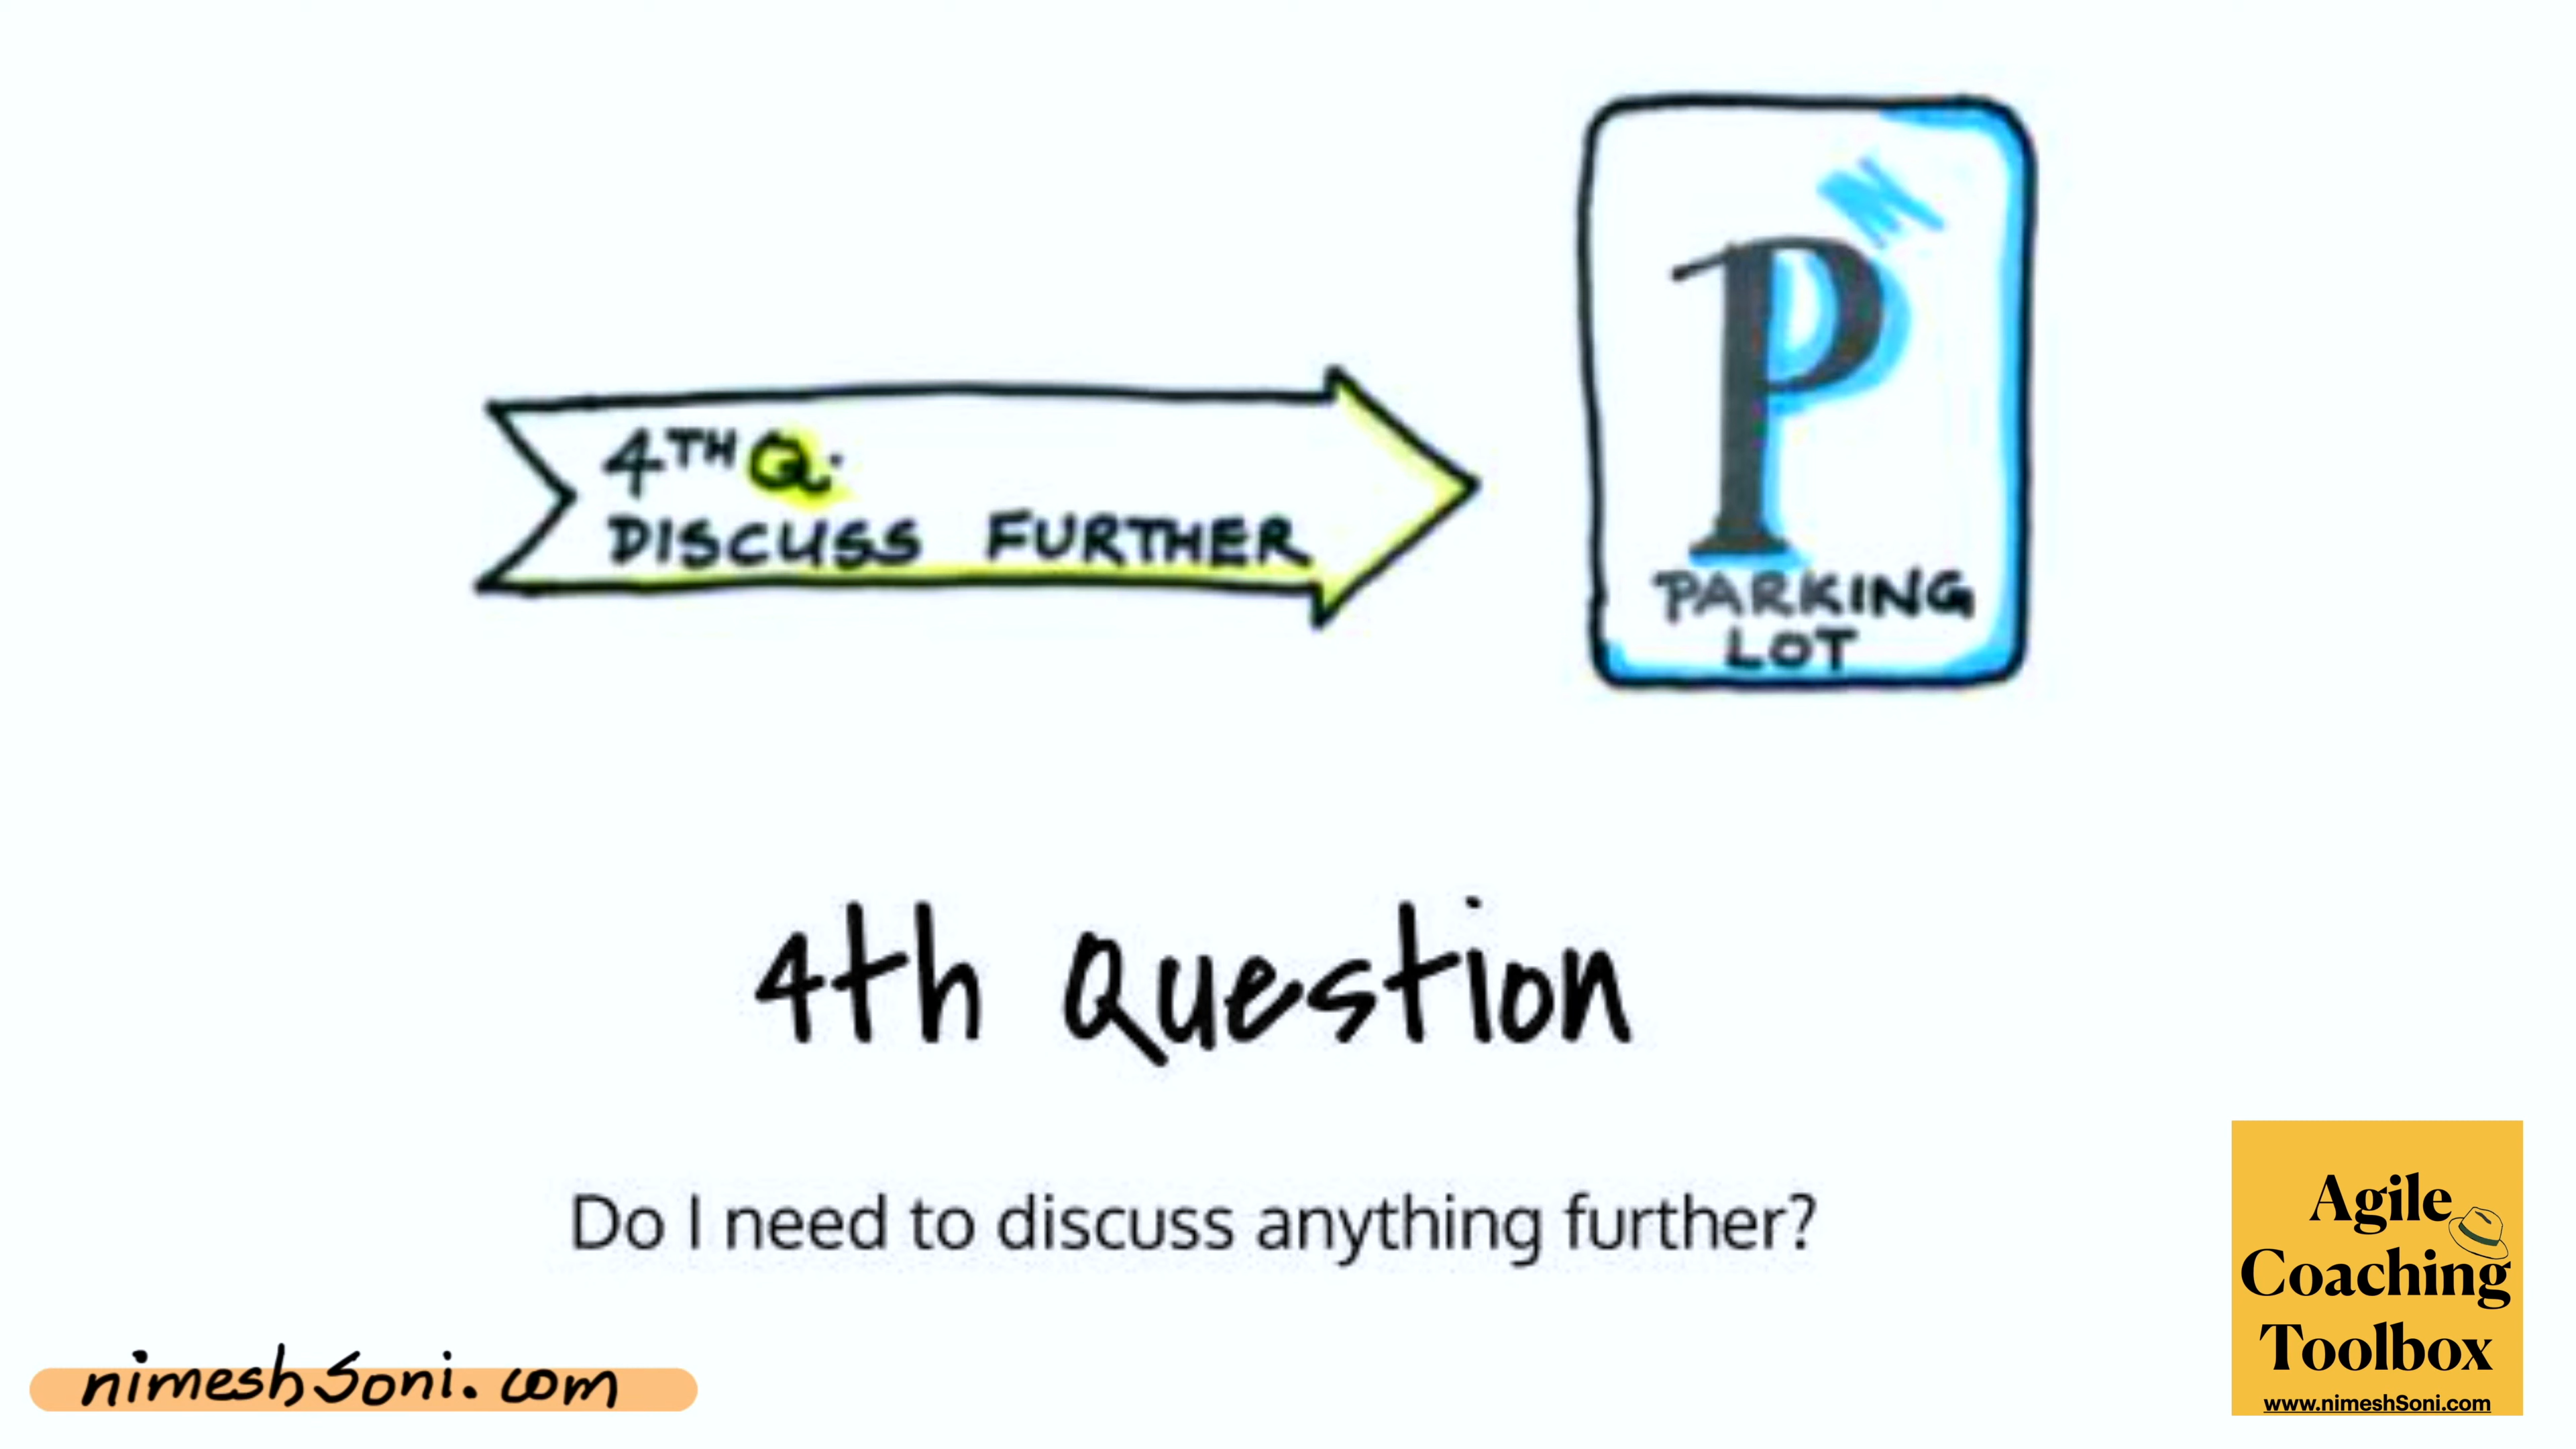 4TH Q.
DISCUSS FURTHER
P
PARKING
LOT
4th Question
Do I need to discuss anything further?
nimeshSoni.com
Agile
Coaching
Toolbox
www.nimeshSoni.com